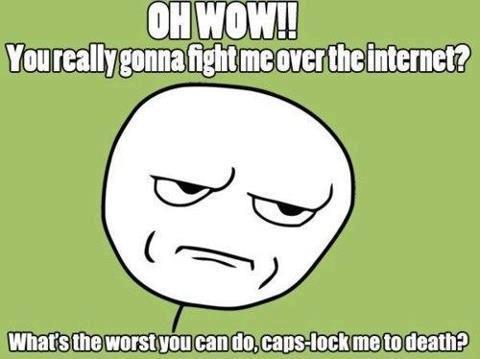 OH WOW!!
You really gonna fight me over the internet?
What's the worst you can do, caps-lock me to death?